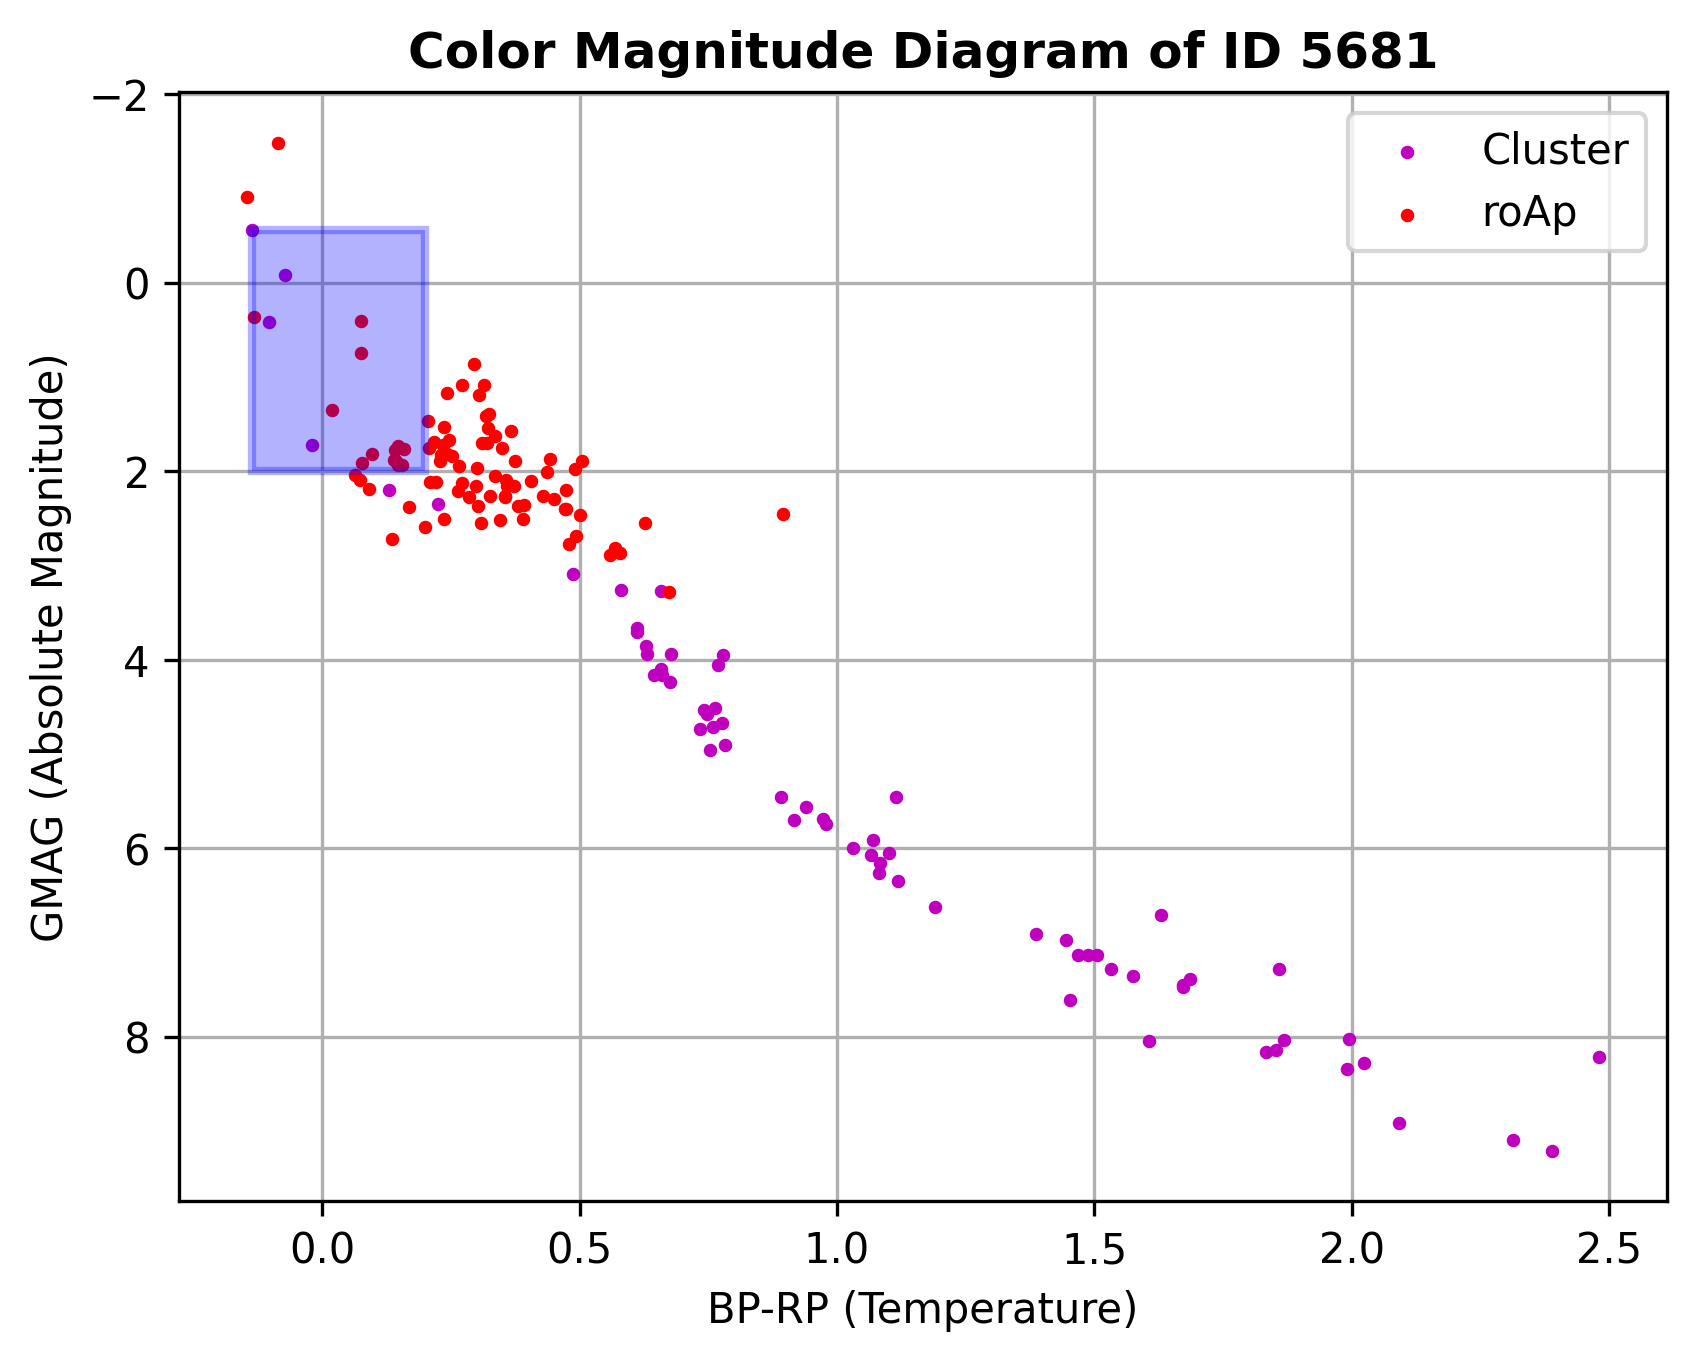 Color Magnitude Diagram of ID 5681
Cluster
roAp
−2
0
2
4
6
8
GMAG (Absolute Magnitude)
0.0 0.5 1.0 1.5 2.0 2.5
BP-RP (Temperature)